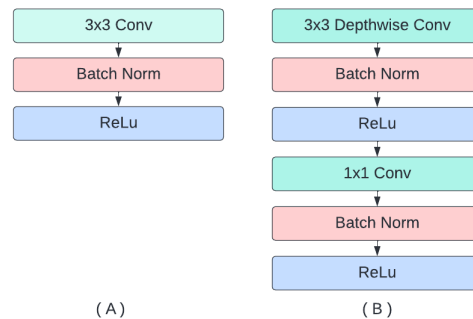 3x3 Conv
Batch Norm
ReLu
( A )
3x3 Depthwise Conv
Batch Norm
ReLu
1x1 Conv
Batch Norm
ReLu
( B )